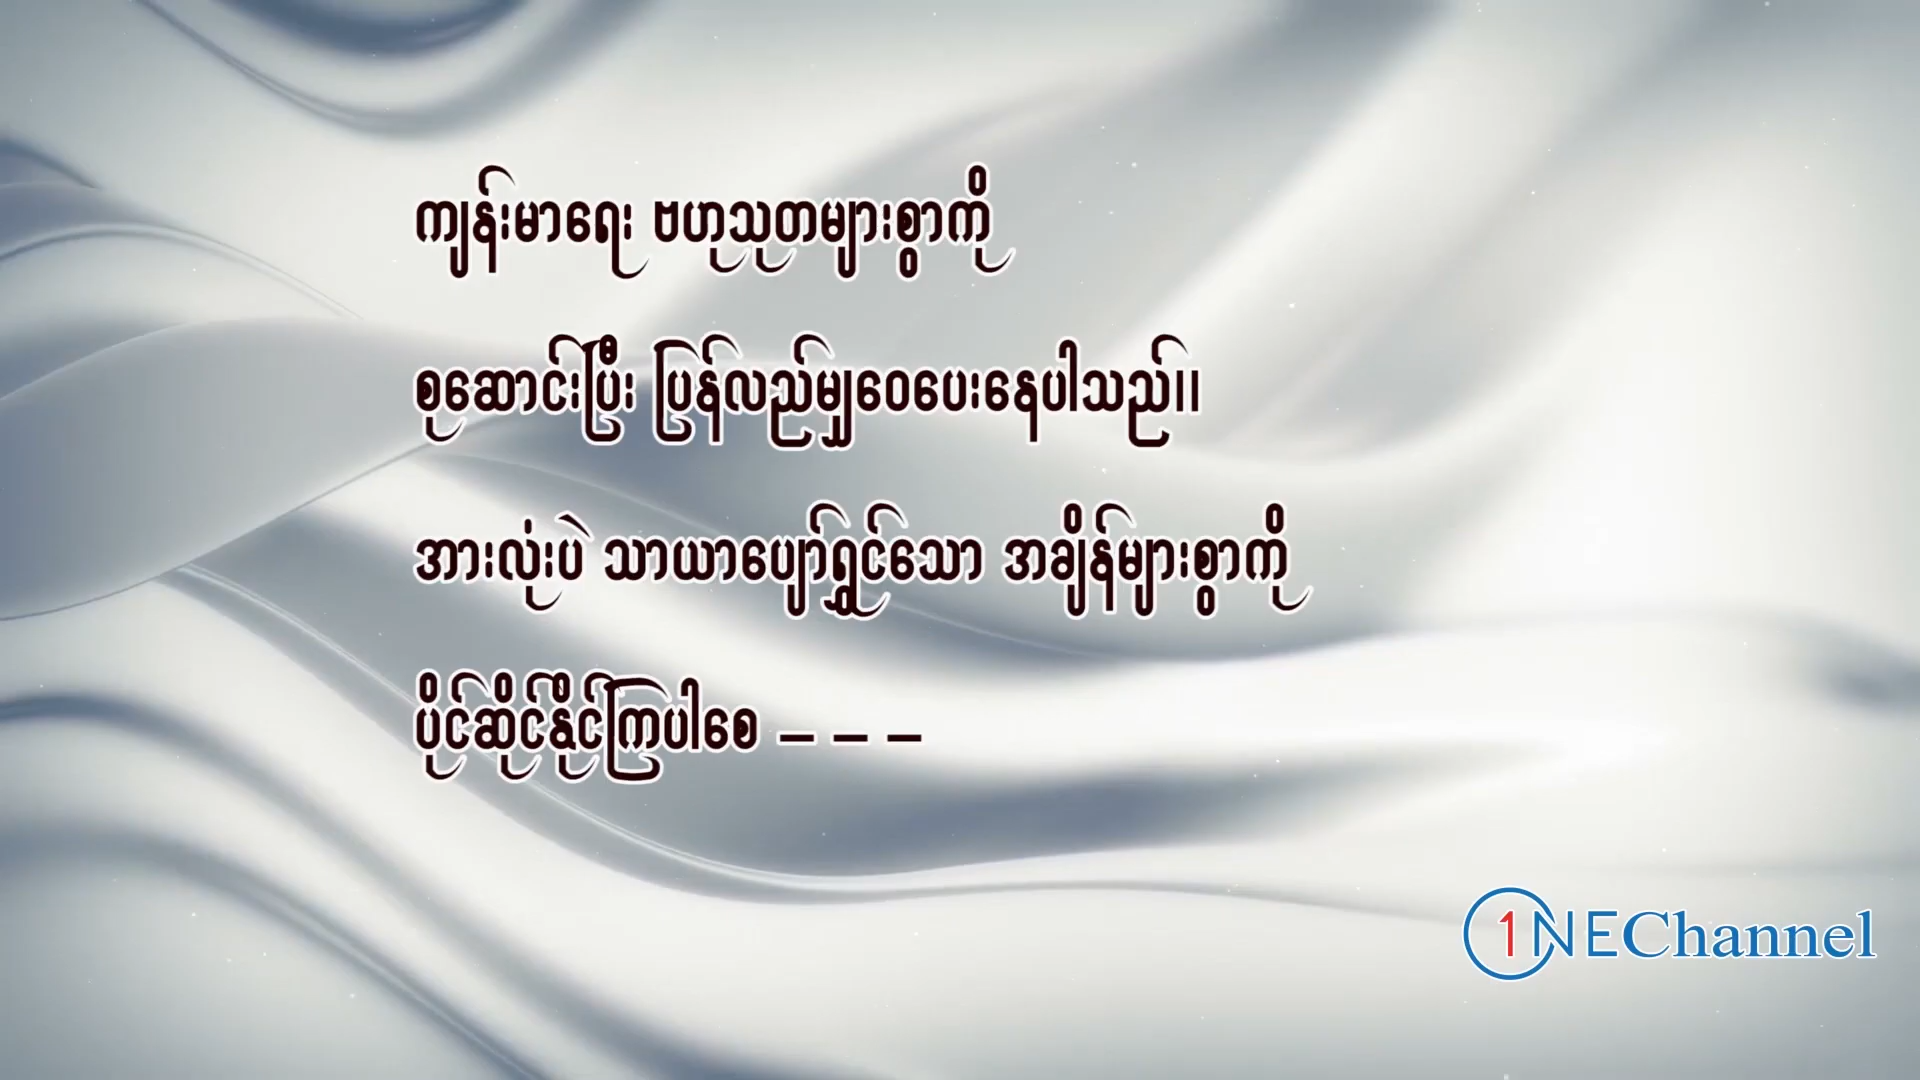 ကျန်းမာရေး ဗဟုသုတများစွာကို
စုဆောင်းပြီး ပြန်လည်မျှဝေပေးနေပါသည်။
အားလုံးပဲ သာယာပျော်ရွှင်သော အချိန်များစွာကို
ပိုင်ဆိုင်နိုင်ကြပါစေ – – –
1NEChannel